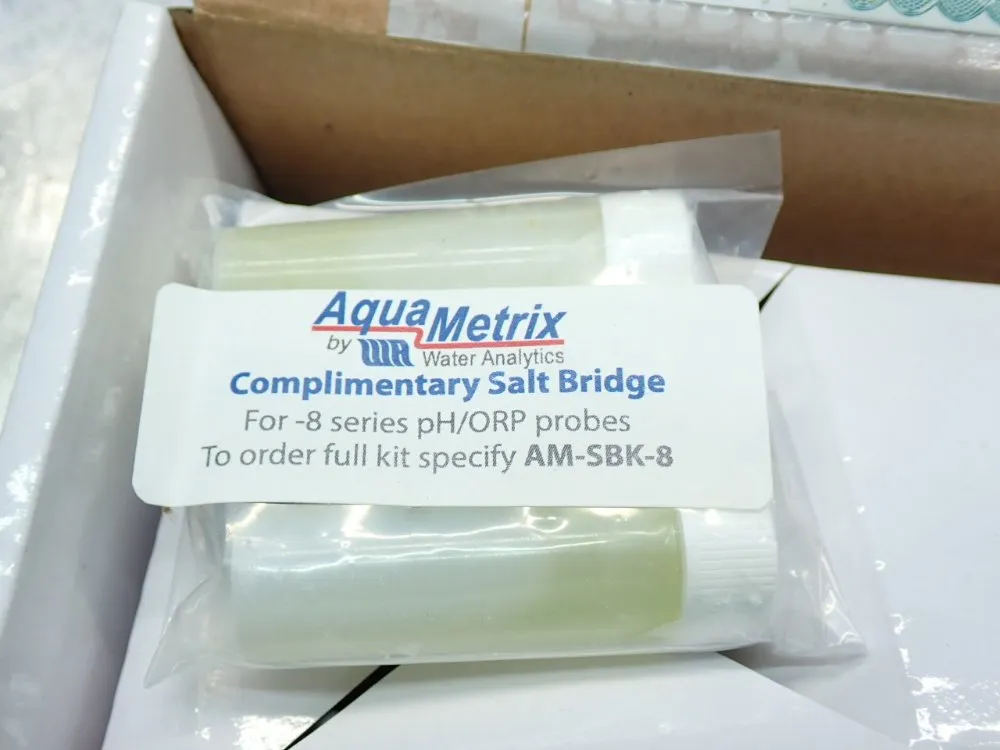 AquaMetrix
by WA Water Analytics
Complimentary Salt Bridge
For -8 series pH/ORP probes
To order full kit specify AM-SBK-8